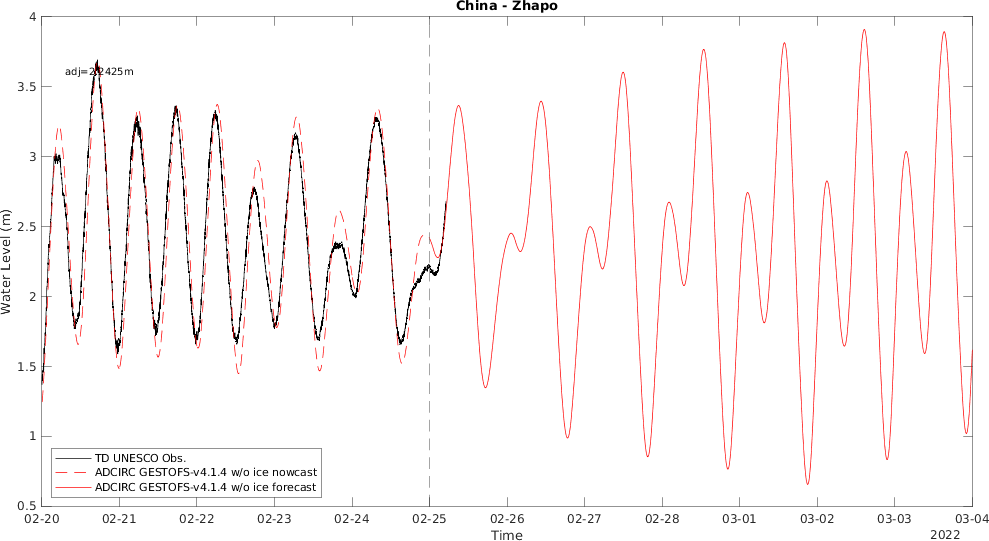 China - Zhapo
adj=2.2425m
Water Level (m)
4
3.5
3
2.5
2
1.5
1
0.5
TD UNESCO Obs.
ADCIRC GESTOFS-v4.1.4 w/o ice nowcast
ADCIRC GESTOFS-v4.1.4 w/o ice forecast
02-20 02-21 02-22 02-23 02-24 02-25 02-26 02-27 02-28 03-01 03-02 03-03 03-04
Time
2022